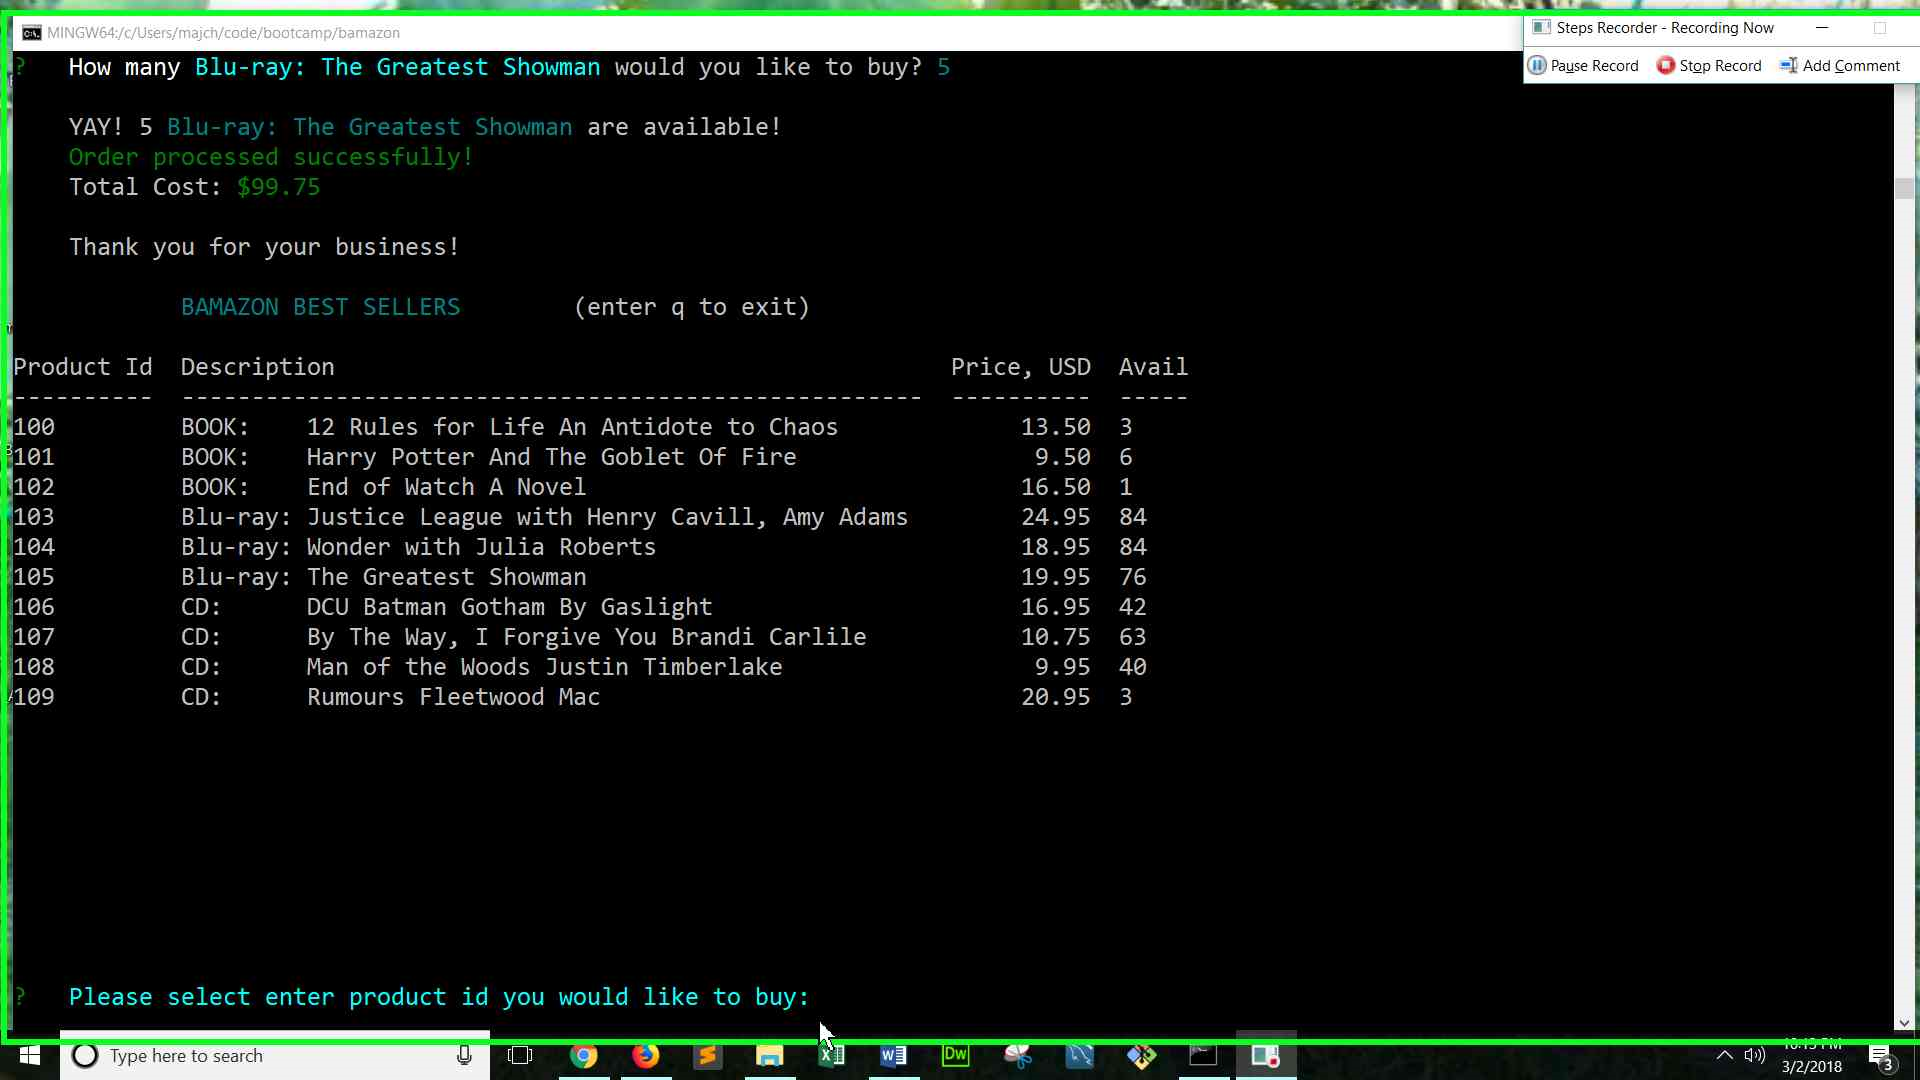 MINGW64:/c/Users/majch/code/bootcamp/bamazon
Steps Recorder - Recording Now
Pause Record Stop Record Add Comment
? How many Blu-ray: The Greatest Showman would you like to buy? 5
YAY! 5 Blu-ray: The Greatest Showman are available!
Order processed successfully!
Total Cost: $99.75
Thank you for your business!
BAMAZON BEST SELLERS (enter q to exit)
Product Id Description Price, USD Avail
---------- ----------------------------------------------------- ---------- -----
100 BOOK: 12 Rules for Life An Antidote to Chaos 13.50 3
101 BOOK: Harry Potter And The Goblet Of Fire 9.50 6
102 BOOK: End of Watch A Novel 16.50 1
103 Blu-ray: Justice League with Henry Cavill, Amy Adams 24.95 84
104 Blu-ray: Wonder with Julia Roberts 18.95 84
105 Blu-ray: The Greatest Showman 19.95 76
106 CD: DCU Batman Gotham By Gaslight 16.95 42
107 CD: By The Way, I Forgive You Brandi Carlile 10.75 63
108 CD: Man of the Woods Justin Timberlake 9.95 40
109 CD: Rumours Fleetwood Mac 20.95 3
? Please select enter product id you would like to buy:
Type here to search
Dw
3/2/2018
3